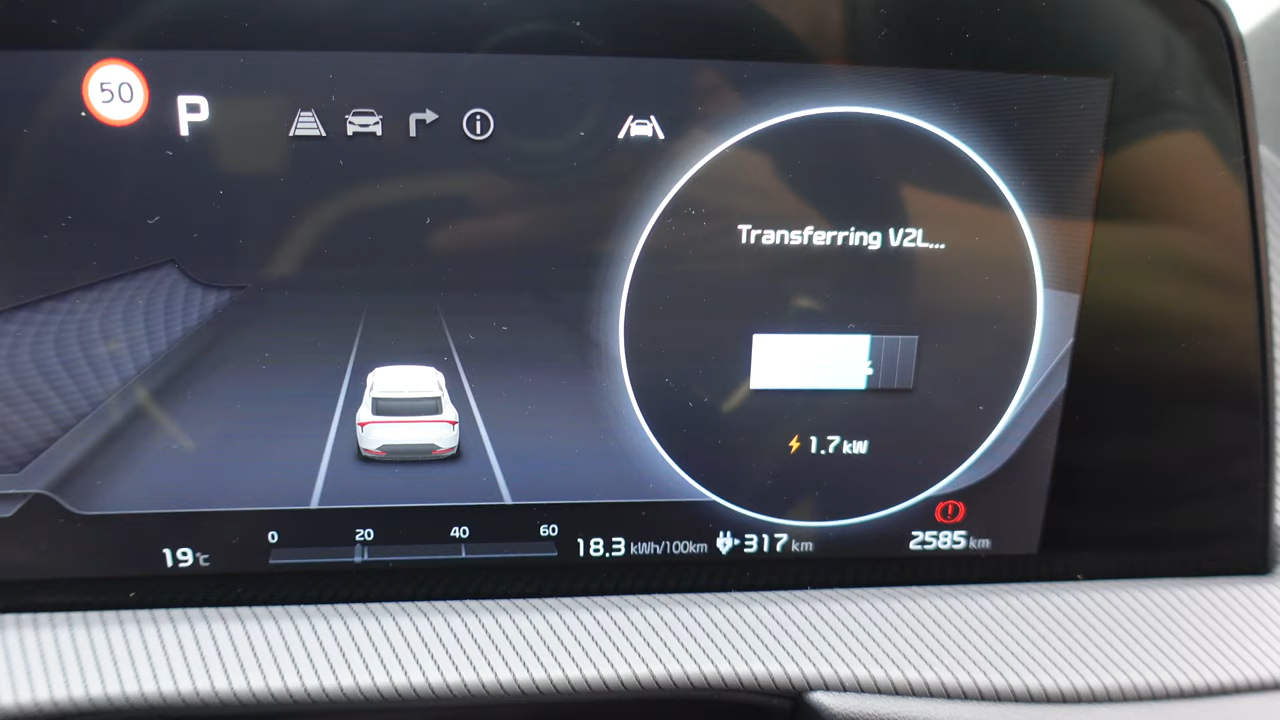 50
P
Transferring V2L...
1.7 kW
0 20 40 60
19°c
18.3 kWh/100km
317 km
2585 km